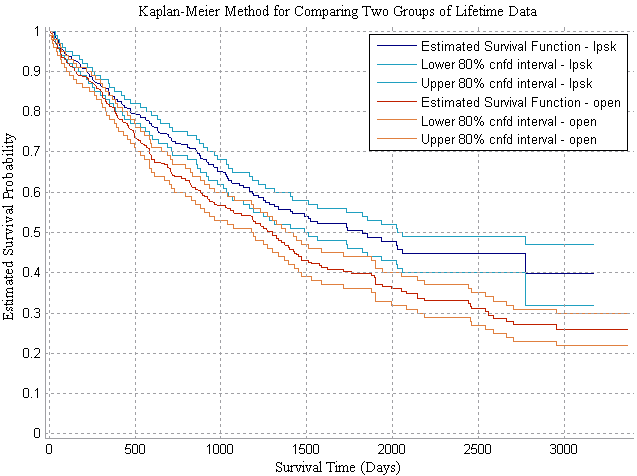 Kaplan-Meier Method for Comparing Two Groups of Lifetime Data
Estimated Survival Function - lpsk
Lower 80% cnfd interval - lpsk
Upper 80% cnfd interval - lpsk
Estimated Survival Function - open
Lower 80% cnfd interval - open
Upper 80% cnfd interval - open
Estimated Survival Probability
1
0.9
0.8
0.7
0.6
0.5
0.4
0.3
0.2
0.1
0
0 500 1000 1500 2000 2500 3000
Survival Time (Days)